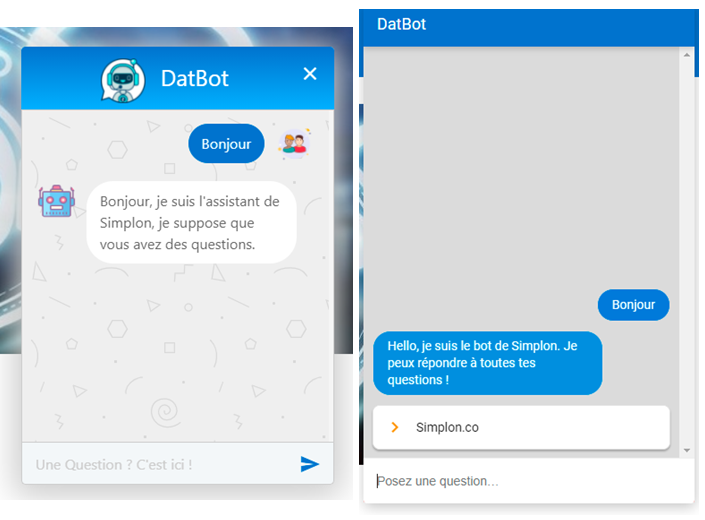 DatBot
Bonjour
Bonjour, je suis l'assistant de
Simplon, je suppose que
vous avez des questions.
Une Question ? C'est ici !
DatBot
Bonjour
Hello, je suis le bot de Simplon. Je
peux répondre à toutes tes
questions !
Simplon.co
Posez une question...